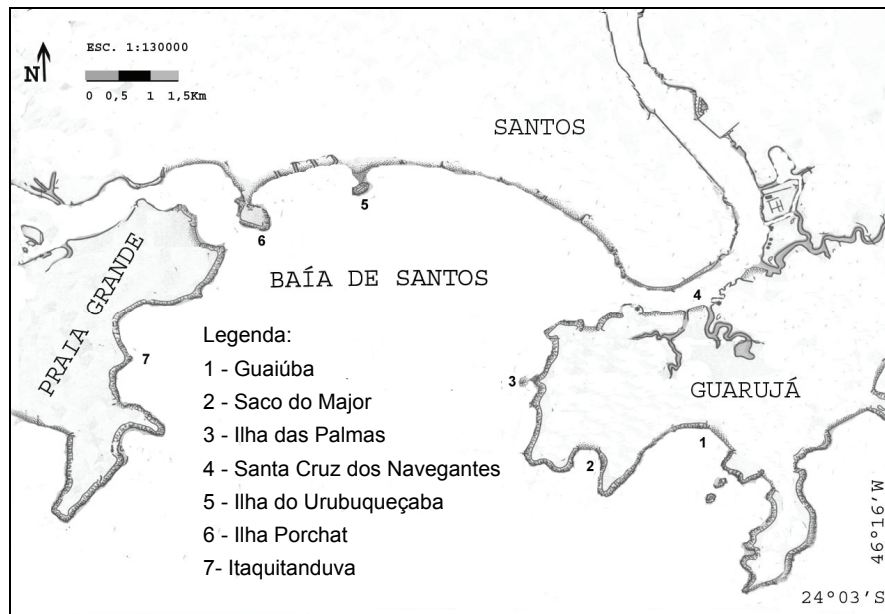 ESC. 1:130000
N
0 0,5 1 1,5Km
SANTOS
5
6
BAÍA DE SANTOS
4
PRAIA GRANDE
7
Legenda:
1 - Guaiúba
2 - Saco do Major
3 - Ilha das Palmas
4 - Santa Cruz dos Navegantes
5 - Ilha do Urubuqueçaba
6 - Ilha Porchat
7- Itaquitanduva
3
GUARUJÁ
1
2
46°16'W
24°03'S